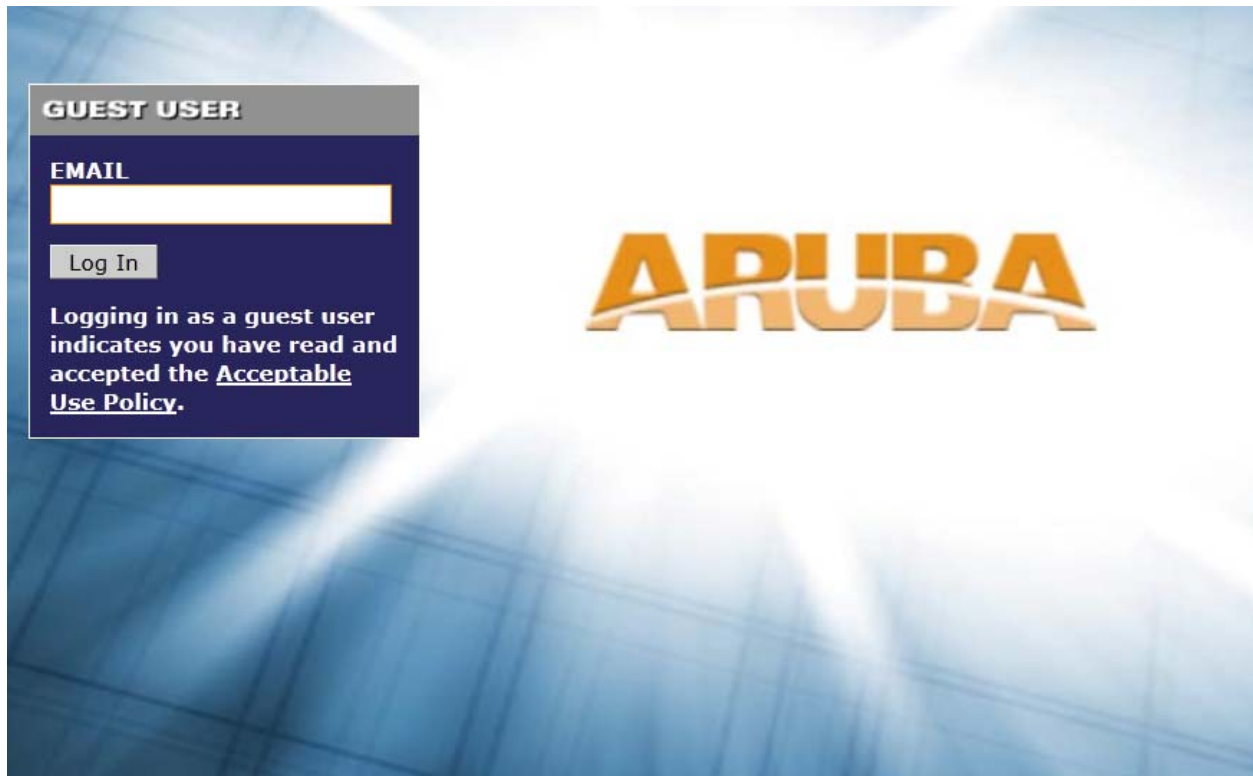 GUEST USER
EMAIL
Log In
Logging in as a guest user
indicates you have read and
accepted the Acceptable
Use Policy.
ARUBA